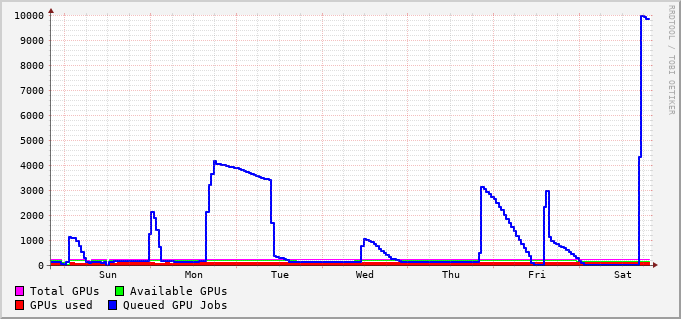 10000
9000
8000
7000
6000
5000
4000
3000
2000
1000
0
Sun Mon Tue Wed Thu Fri Sat
Total GPUs Available GPUs
GPUs used Queued GPU Jobs
RRDTOOL / TOBI OETIKER